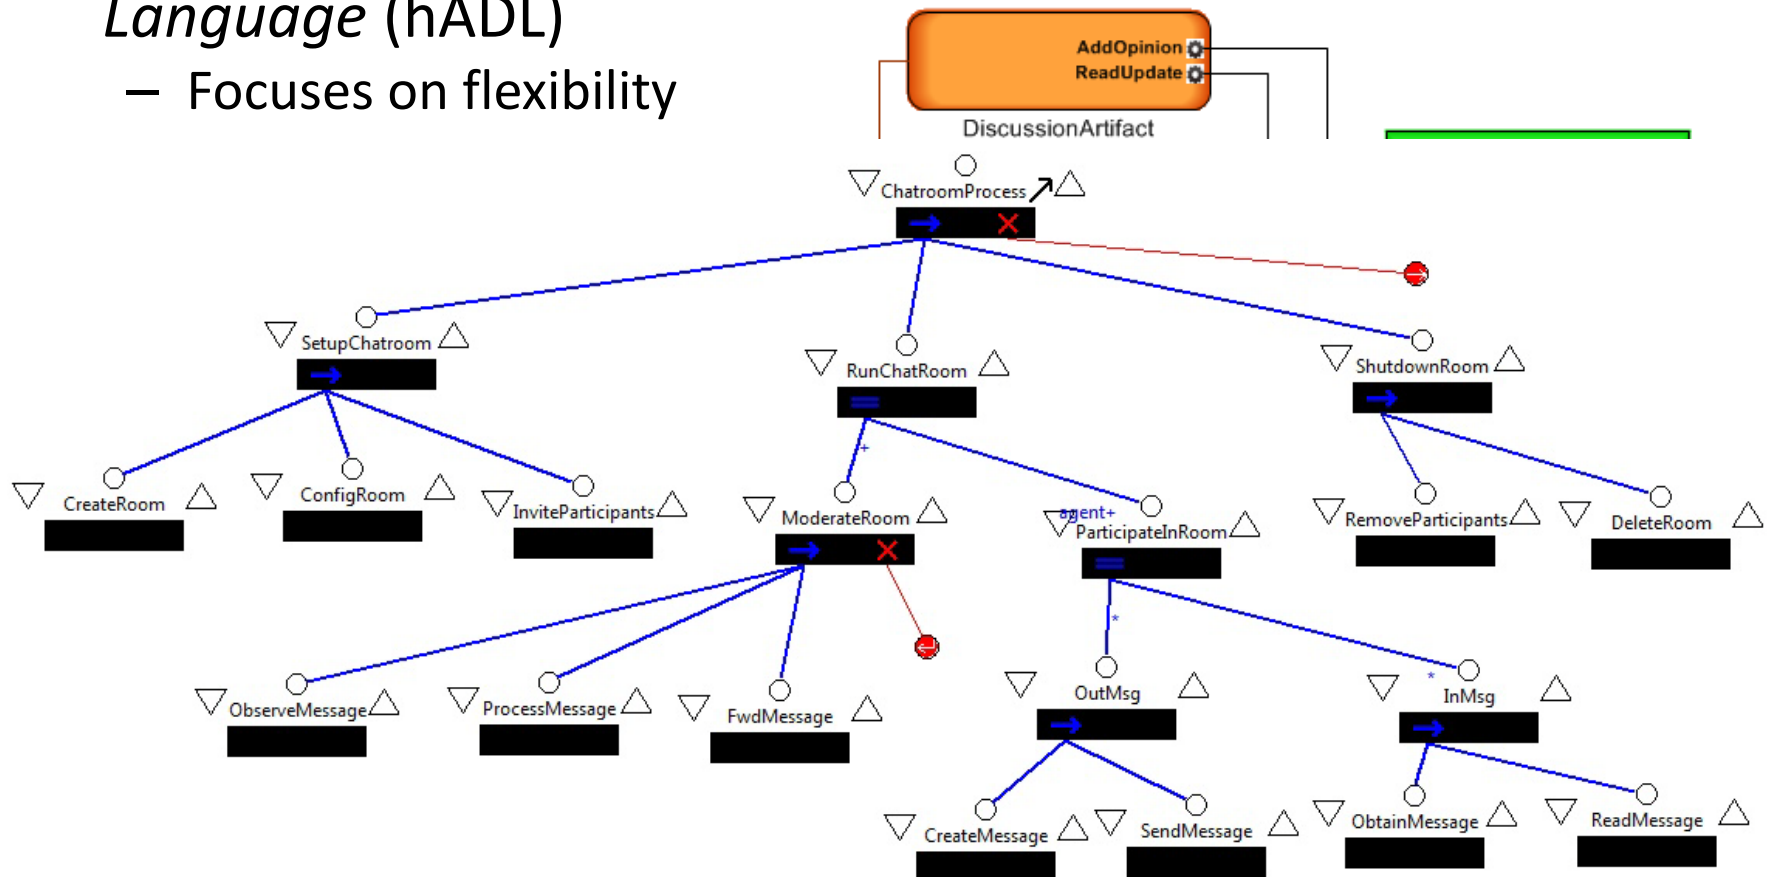 Language (hADL)
– Focuses on flexibility
AddOpinion
ReadUpdate
DiscussionArtifact
ChatroomProcess
SetupChatroom
RunChatRoom
ShutdownRoom
CreateRoom
ConfigRoom
InviteParticipants
+
ModerateRoom
agent+
ParticipateInRoom
RemoveParticipants
DeleteRoom
*
ObserveMessage
ProcessMessage
FwdMessage
OutMsg
*
InMsg
CreateMessage
SendMessage
ObtainMessage
ReadMessage